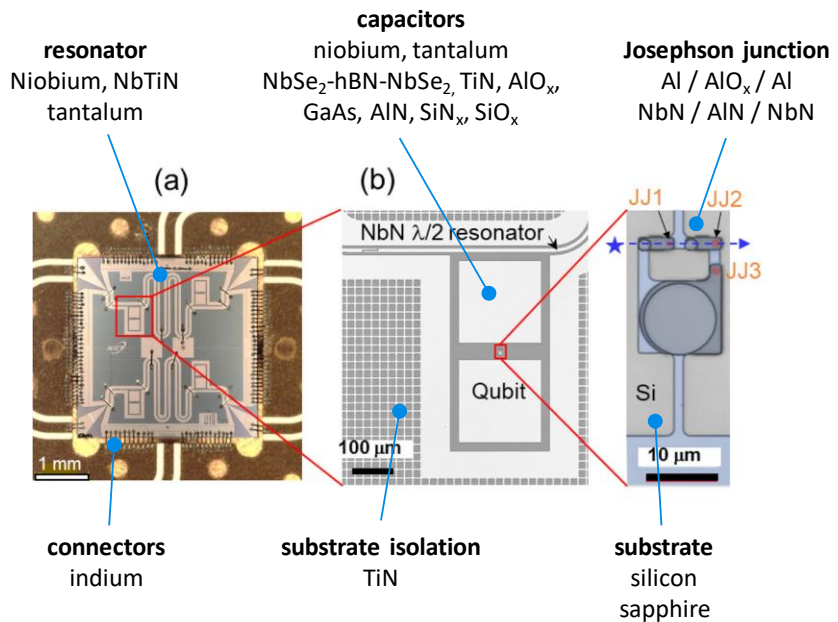 capacitors
resonator
niobium, tantalum
Josephson junction
Niobium, NbTiN
NbSe₂-hBN-NbSe₂, TiN, AlOₓ,
Al / AlOₓ / Al
tantalum
GaAs, AlN, SiNₓ, SiOₓ
NbN / AlN / NbN
(a)
(b)
JJ1
JJ2
NbN λ/2 resonator
JJ3
Qubit
Si
100 μm
10 μm
1 mm
connectors
substrate isolation
substrate
indium
TiN
silicon
sapphire